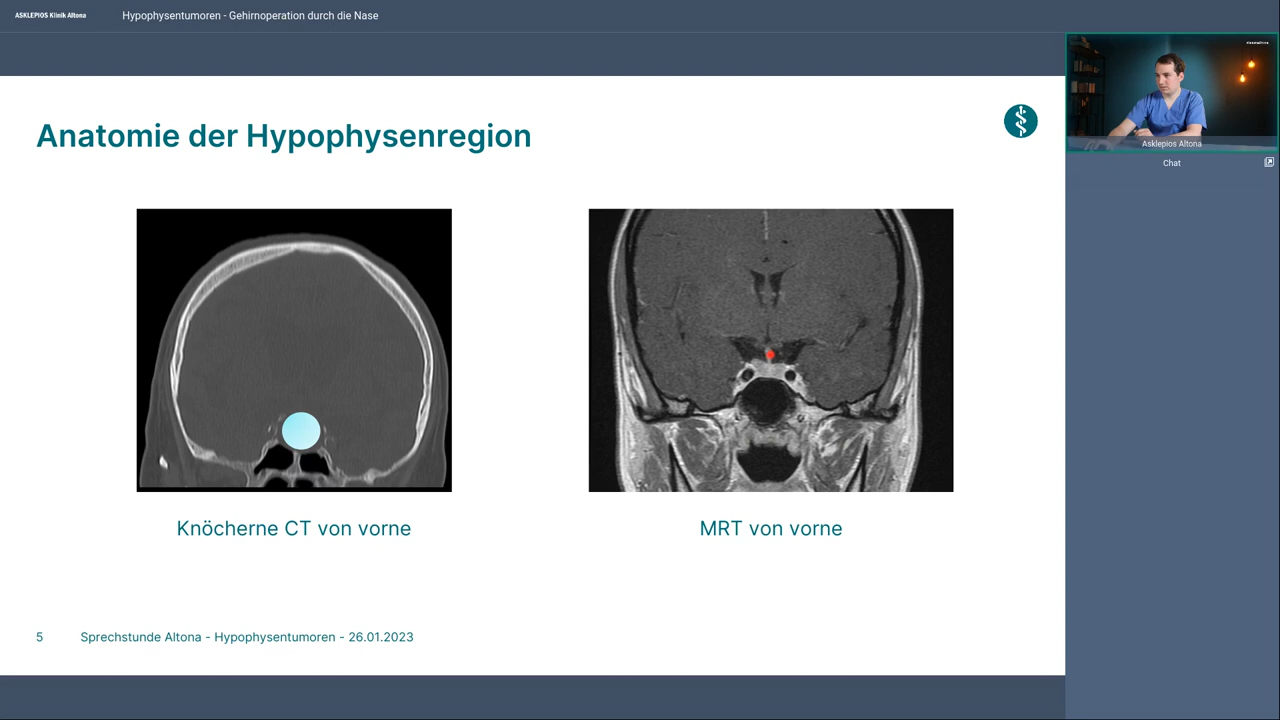 ASKLEPIOS Klinik Altona
Hypophysentumoren - Gehirnoperation durch die Nase
Anatomie der Hypophysenregion
Asklepios Altona
Chat
Knöcherne CT von vorne
MRT von vorne
5
Sprechstunde Altona - Hypophysentumoren - 26.01.2023